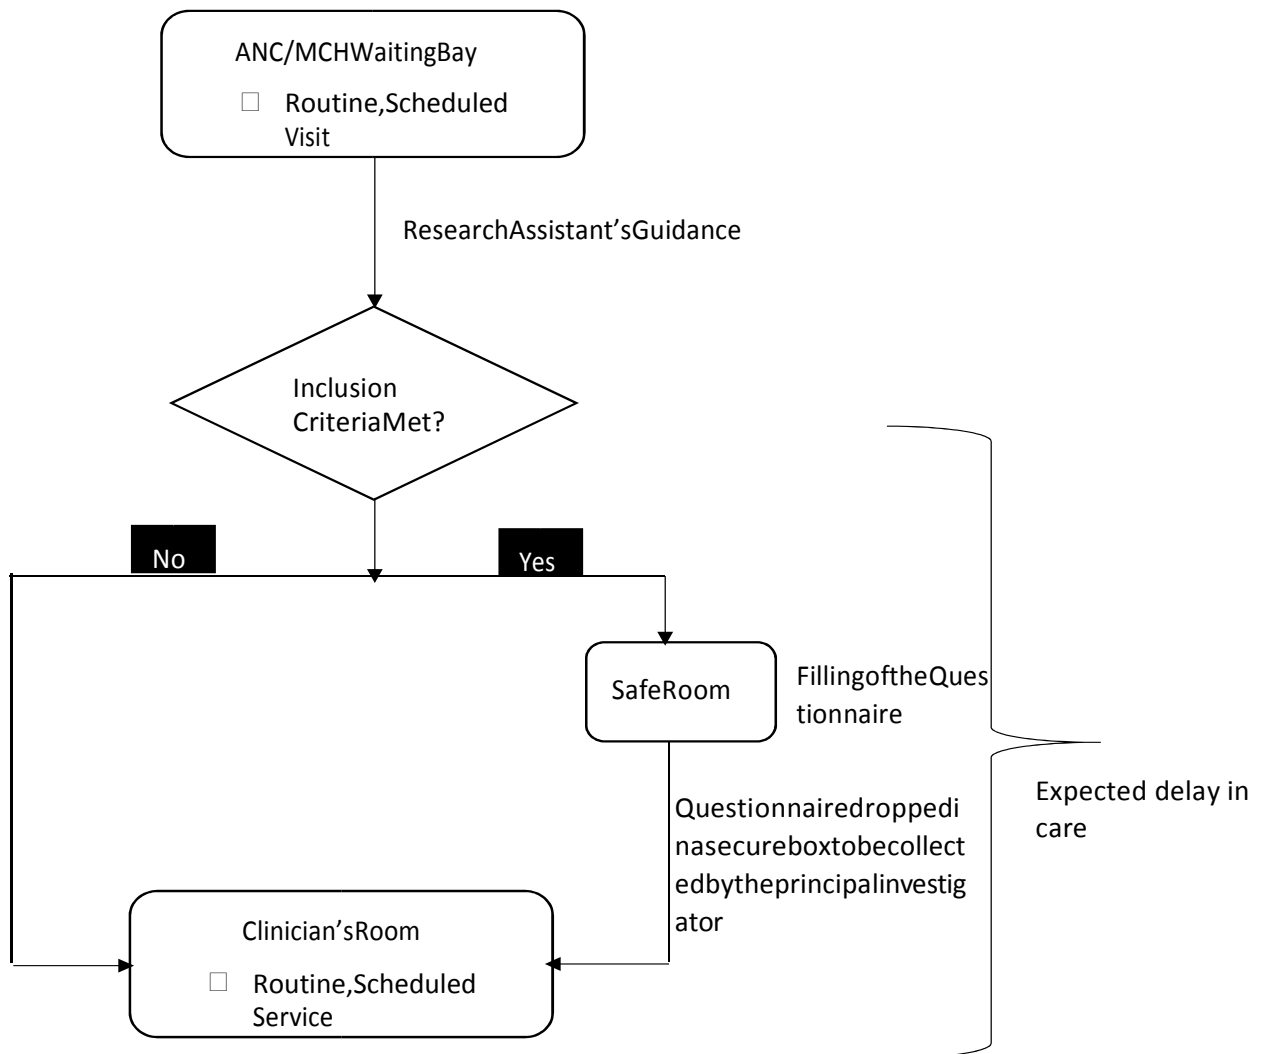 ANC/MCHWaitingBay
Routine,Scheduled
Visit
ResearchAssistant’sGuidance
Inclusion
CriteriaMet?
No
Yes
SafeRoom
FillingoftheQues
tionnaire
Questionnairedroppedi
nasecureboxtobecollect
edbytheprincipalinvestig
ator
Expected delay in
care
Clinician’sRoom
Routine,Scheduled
Service